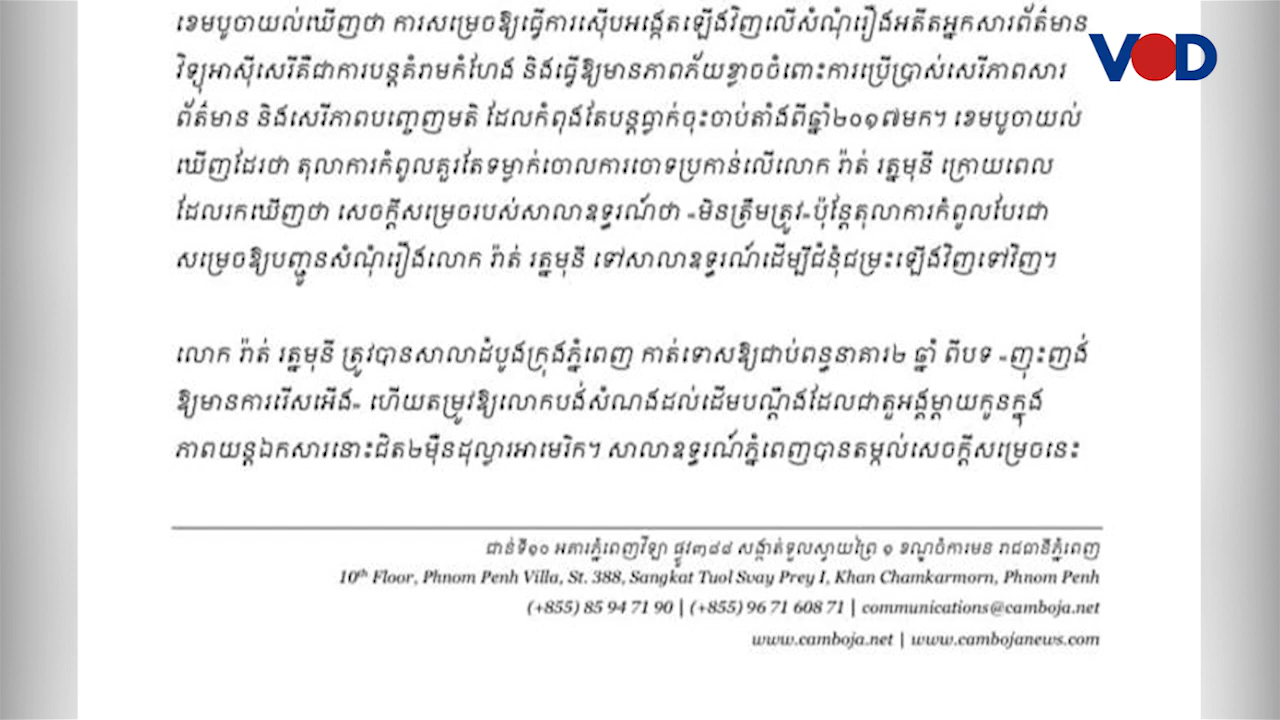 VOD
ខេមបូចាយល់ឃើញថា ការសម្រេចឱ្យធ្វើការស៊ើបអង្កេតឡើងវិញលើសំណុំរឿងអតីតអ្នកសារព័ត៌មាន
វិទ្យុអាស៊ីសេរីគឺជាការបន្តគំរាមកំហែង និងធ្វើឱ្យមានភាពភ័យខ្លាចចំពោះការប្រើប្រាស់សេរីភាពសារ
ព័ត៌មាន និងសេរីភាពបញ្ចេញមតិ ដែលកំពុងតែបន្តធ្លាក់ចុះចាប់តាំងពីឆ្នាំ២០១៧មក។ ខេមបូចាយល់
ឃើញដែរថា តុលាការកំពូលគួរតែទម្លាក់ចោលការចោទប្រកាន់លើលោក រ៉ាត់ រត្នមុនី ក្រោយពេល
ដែលរកឃើញថា សេចក្ដីសម្រេចរបស់សាលាឧទ្ធរណ៍ថា «មិនត្រឹមត្រូវ»ប៉ុន្តែតុលាការកំពូលបែរជា
សម្រេចឱ្យបញ្ជូនសំណុំរឿងលោក រ៉ាត់ រត្នមុនី ទៅសាលាឧទ្ធរណ៍ដើម្បីជំនុំជម្រះឡើងវិញទៅវិញ។
លោក រ៉ាត់ រត្នមុនី ត្រូវបានសាលាដំបូងក្រុងភ្នំពេញ កាត់ទោសឱ្យជាប់ពន្ធនាគារ២ ឆ្នាំ ពីបទ «ញុះញង់
ឱ្យមានការរើសអើង» ហើយតម្រូវឱ្យលោកបង់សំណងដល់ដើមបណ្ដឹងដែលជាតួអង្គម្ដាយកូនក្នុង
ភាពយន្តឯកសារនោះជិត២ម៉ឺនដុល្លារអាមេរិក។ សាលាឧទ្ធរណ៍ភ្នំពេញបានតម្កល់សេចក្ដីសម្រេចនេះ
ជាន់ទី១០ អគារភ្នំពេញវីឡា ផ្លូវ៣៨៨ សង្កាត់ទួលស្វាយព្រៃ ១ ខណ្ឌចំការមន រាជធានីភ្នំពេញ
10th Floor, Phnom Penh Villa, St. 388, Sangkat Tuol Svay Prey I, Khan Chamkarmorn, Phnom Penh
(+855) 85 94 71 90 | (+855) 96 71 608 71 | communications@camboja.net
www.camboja.net | www.cambojanews.com